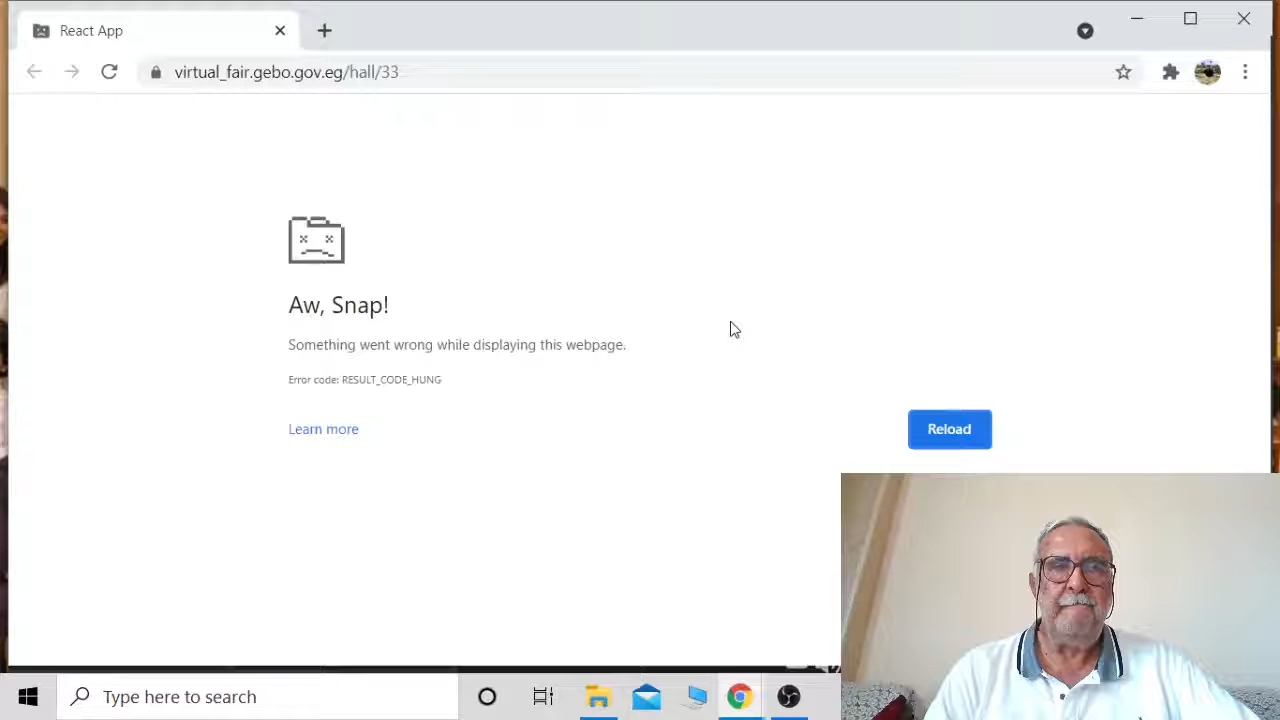 React App
virtual_fair.gebo.gov.eg/hall/33
Aw, Snap!
Something went wrong while displaying this webpage.
Error code: RESULT_CODE_HUNG
Learn more
Reload
Type here to search